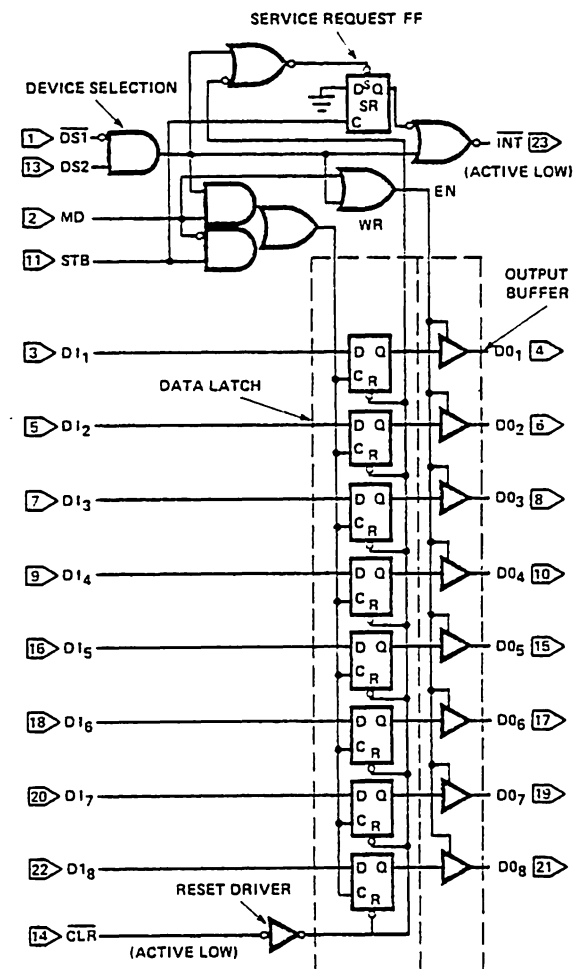 SERVICE REQUEST FF
DEVICE SELECTION
D S Q
SR
C
1 DS1
13 DS2
INT 23
(ACTIVE LOW)
2 MD
EN
WR
11 STB
OUTPUT
BUFFER
3 DI1 D Q C R DO1 4
DATA LATCH
5 DI2 D Q C R DO2 6
7 DI3 D Q C R DO3 8
9 DI4 D Q C R DO4 10
16 DI5 D Q C R DO5 15
18 DI6 D Q C R DO6 17
20 DI7 D Q C R DO7 19
22 DI8 D Q C R DO8 21
RESET DRIVER
14 CLR
(ACTIVE LOW)